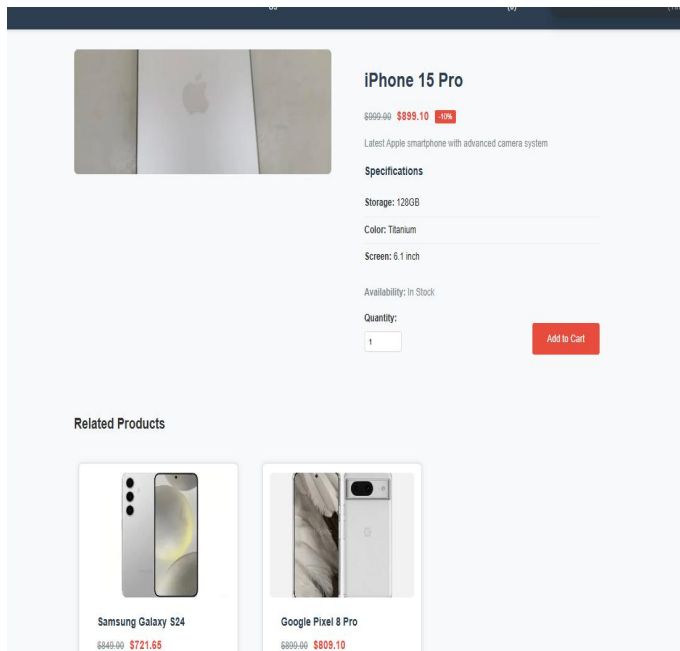 (0)
iPhone 15 Pro
$999.00 $899.10 -10%
Latest Apple smartphone with advanced camera system
Specifications
Storage: 128GB
Color: Titanium
Screen: 6.1 inch
Availability: In Stock
Quantity:
1
Add to Cart
Related Products
Samsung Galaxy S24
$849.00 $721.65
Google Pixel 8 Pro
$899.00 $809.10